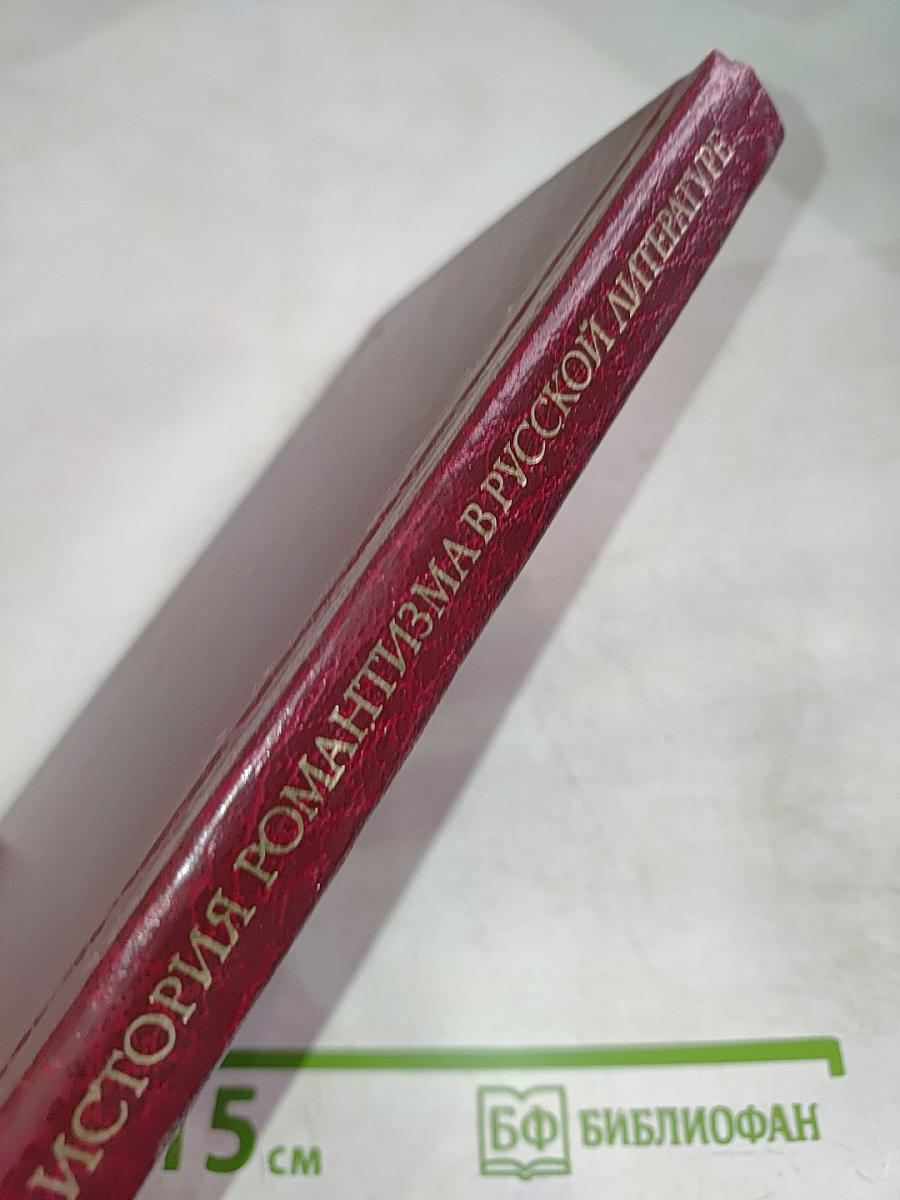 ИСТОРИЯ РОМАНТИЗМА В РУССКОЙ ЛИТЕРАТУРЕ
15 см
БФ БИБЛИОФАН